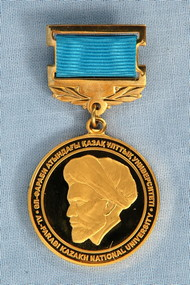 ӘЛ-ФАРАБИ АТЫНДАҒЫ ҚАЗАҚ ҰЛТТЫҚ УНИВЕРСИТЕТІ
AL-FARABI KAZAKH NATIONAL UNIVERSITY